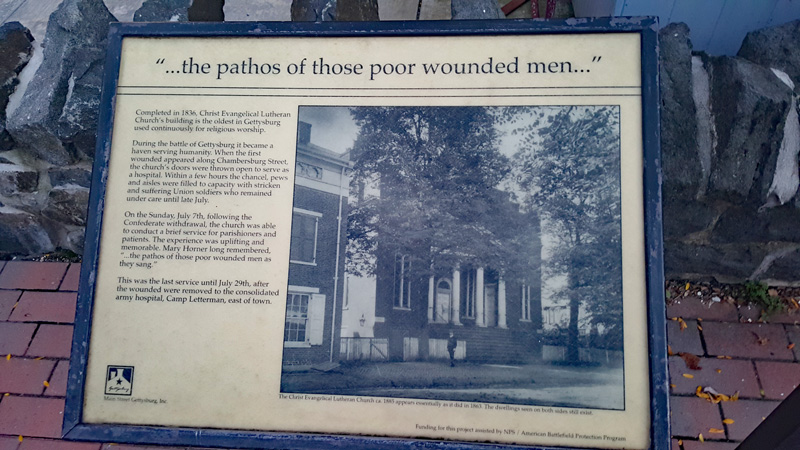 "...the pathos of those poor wounded men..."
Completed in 1836, Christ Evangelical Lutheran
Church's building is the oldest in Gettysburg
used continuously for religious worship.
During the battle of Gettysburg it became a
haven serving humanity. When the first
wounded appeared along Chambersburg Street,
the church's doors were thrown open to serve as
a hospital. Within a few hours the chancel, pews
and aisles were filled to capacity with stricken
and suffering Union soldiers who remained
under care until late July.
On the Sunday, July 7th, following the
Confederate withdrawal, the church was able
to conduct a brief service for parishioners and
patients. The experience was uplifting and
memorable. Mary Horner long remembered,
"...the pathos of those poor wounded men as
they sang."
This was the last service until July 29th, after
the wounded were removed to the consolidated
army hospital, Camp Letterman, east of town.
Gettysburg
Main Street Gettysburg, Inc.
The Christ Evangelical Lutheran Church ca. 1885 appears essentially as it did in 1863. The dwellings seen on both sides still exist.
Funding for this project assisted by NPS / American Battlefield Protection Program